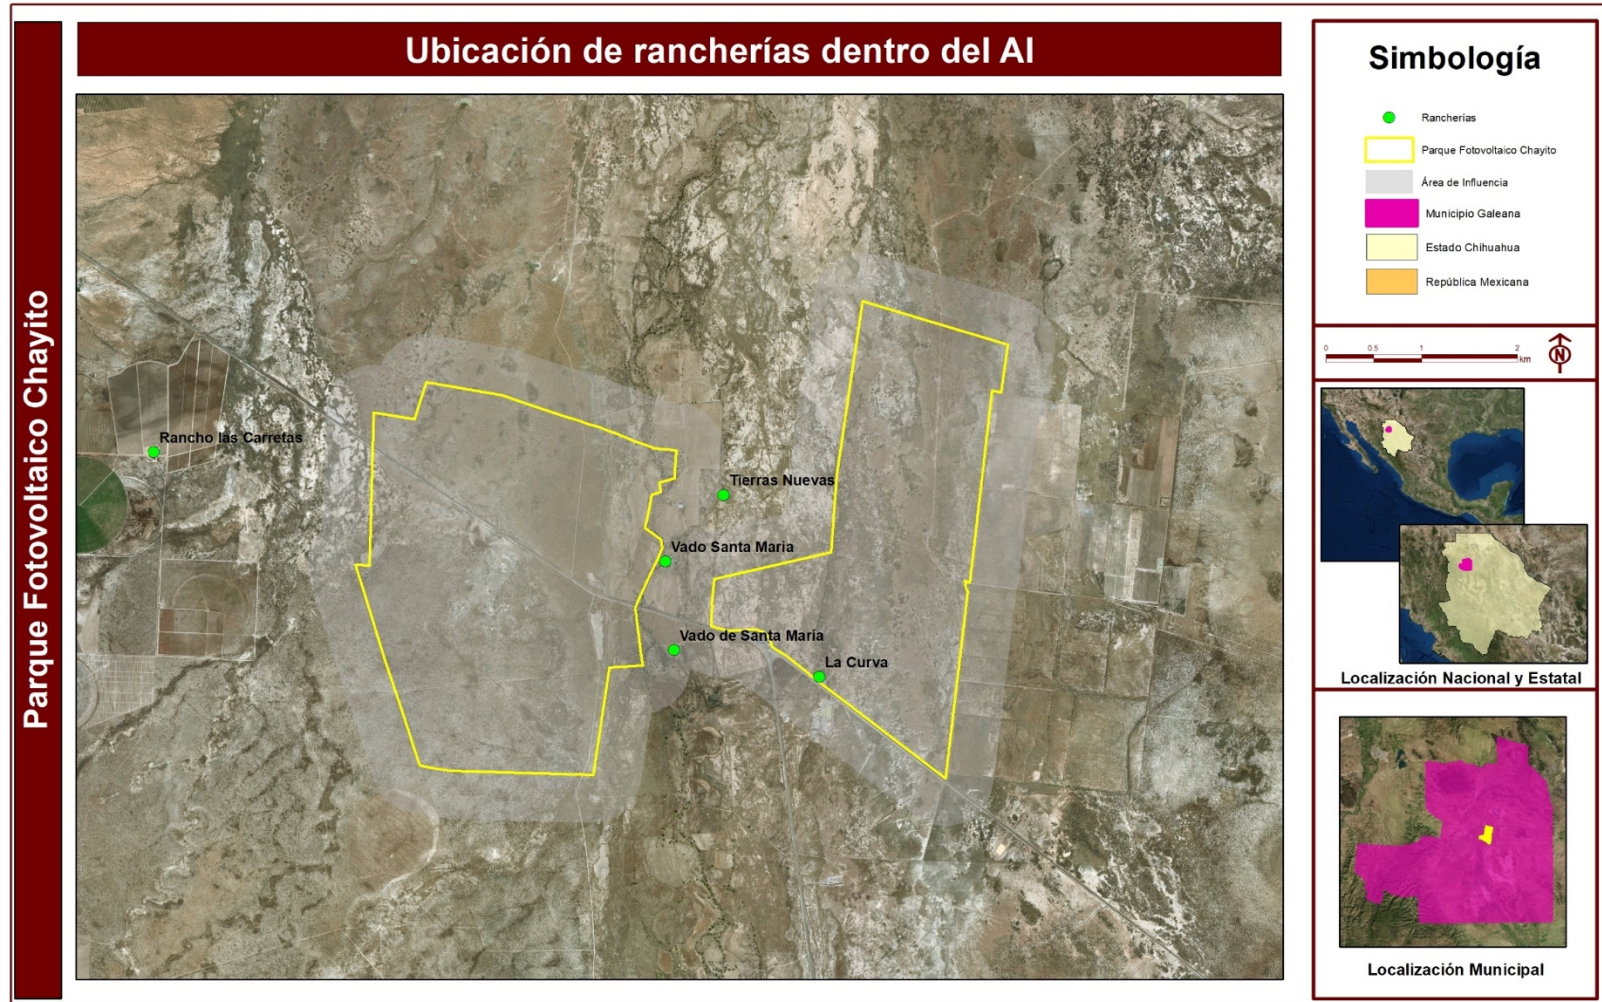 Parque Fotovoltaico Chayito
Ubicación de rancherías dentro del AI
Rancho las Carretas
Tierras Nuevas
Vado Santa Maria
Vado de Santa María
La Curva
Simbología
Rancherías
Parque Fotovoltaico Chayito
Área de Influencia
Municipio Galeana
Estado Chihuahua
República Mexicana
0 0.5 1 2
km
N
Localización Nacional y Estatal
Localización Municipal